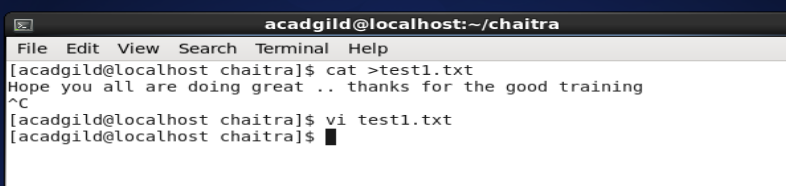 acadgild@localhost:~/chaitra
File Edit View Search Terminal Help
[acadgild@localhost chaitra]$ cat >test1.txt
Hope you all are doing great .. thanks for the good training
^C
[acadgild@localhost chaitra]$ vi test1.txt
[acadgild@localhost chaitra]$